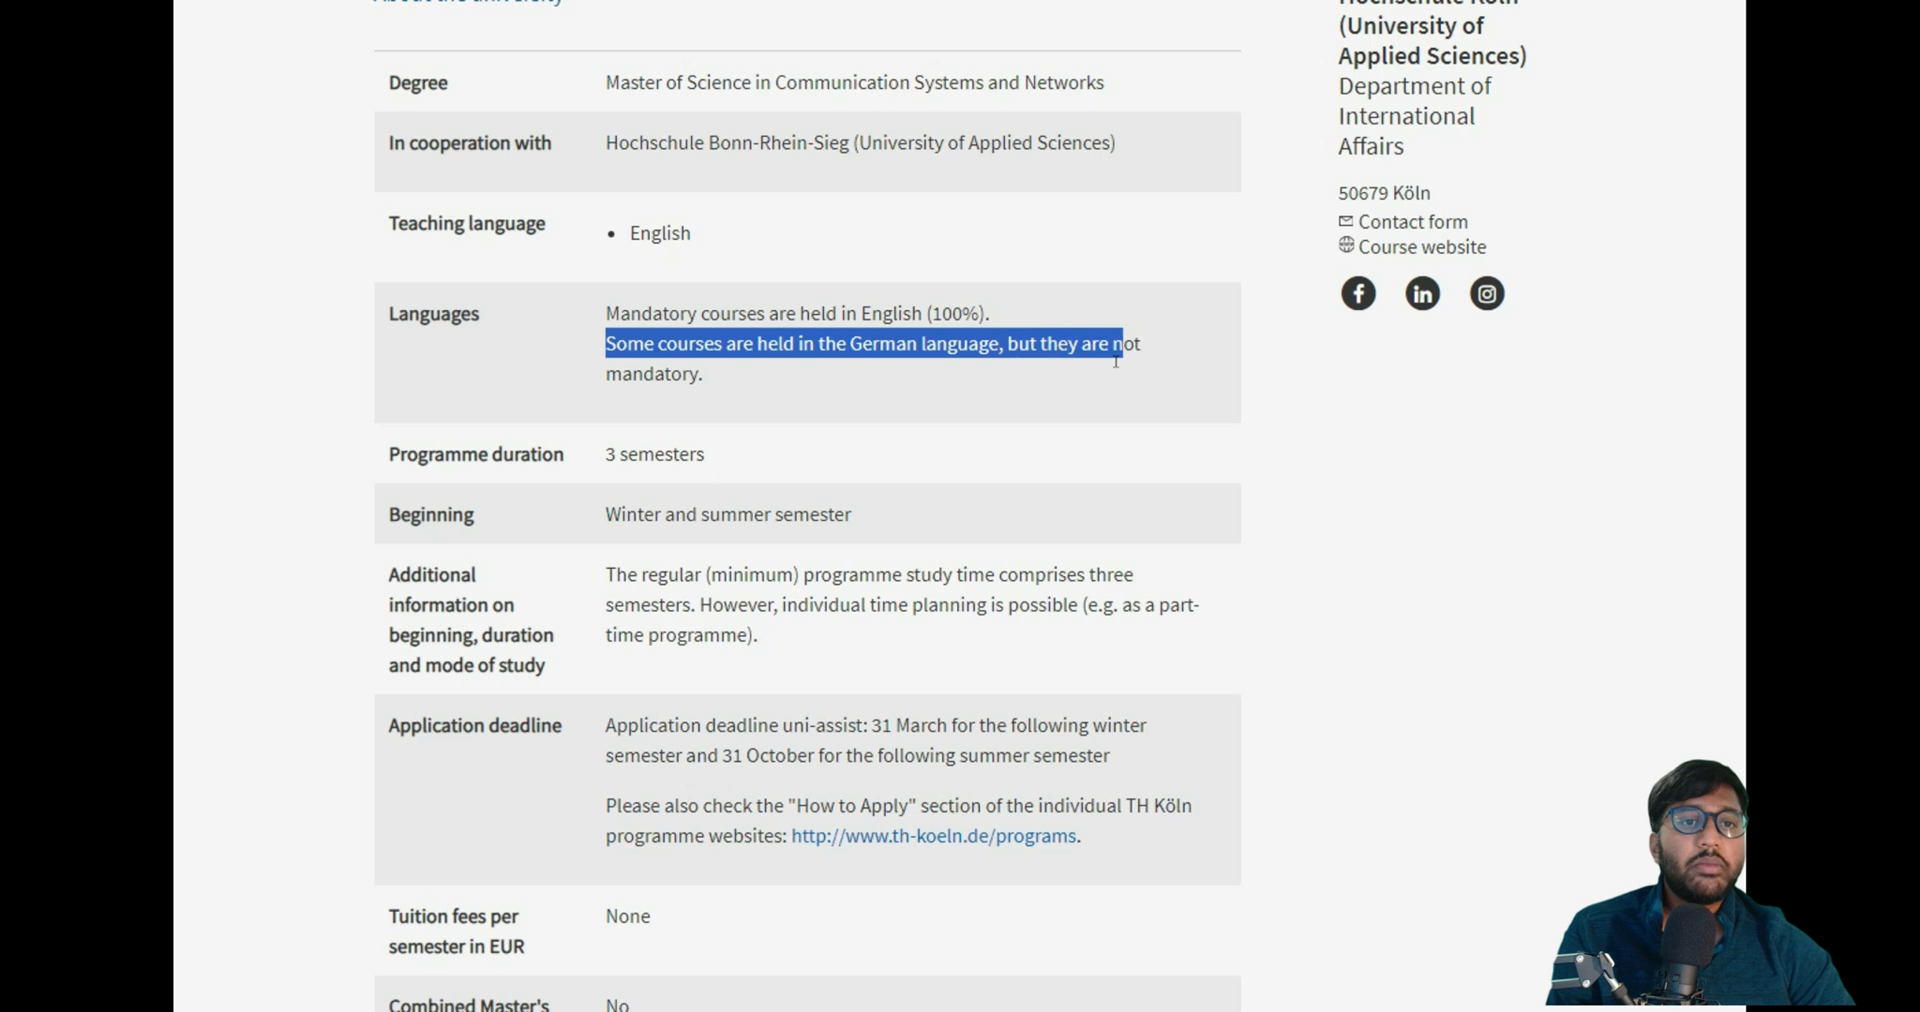 About the university
Degree
Master of Science in Communication Systems and Networks
In cooperation with
Hochschule Bonn-Rhein-Sieg (University of Applied Sciences)
Teaching language
• English
Languages
Mandatory courses are held in English (100%).
Some courses are held in the German language, but they are not
mandatory.
Programme duration
3 semesters
Beginning
Winter and summer semester
Additional
information on
beginning, duration
and mode of study
The regular (minimum) programme study time comprises three
semesters. However, individual time planning is possible (e.g. as a part-
time programme).
Application deadline
Application deadline uni-assist: 31 March for the following winter
semester and 31 October for the following summer semester
Please also check the "How to Apply" section of the individual TH Köln
programme websites: http://www.th-koeln.de/programs.
Tuition fees per
semester in EUR
None
Combined Master's
No
Hochschule Köln
(University of
Applied Sciences)
Department of
International
Affairs
50679 Köln
Contact form
Course website